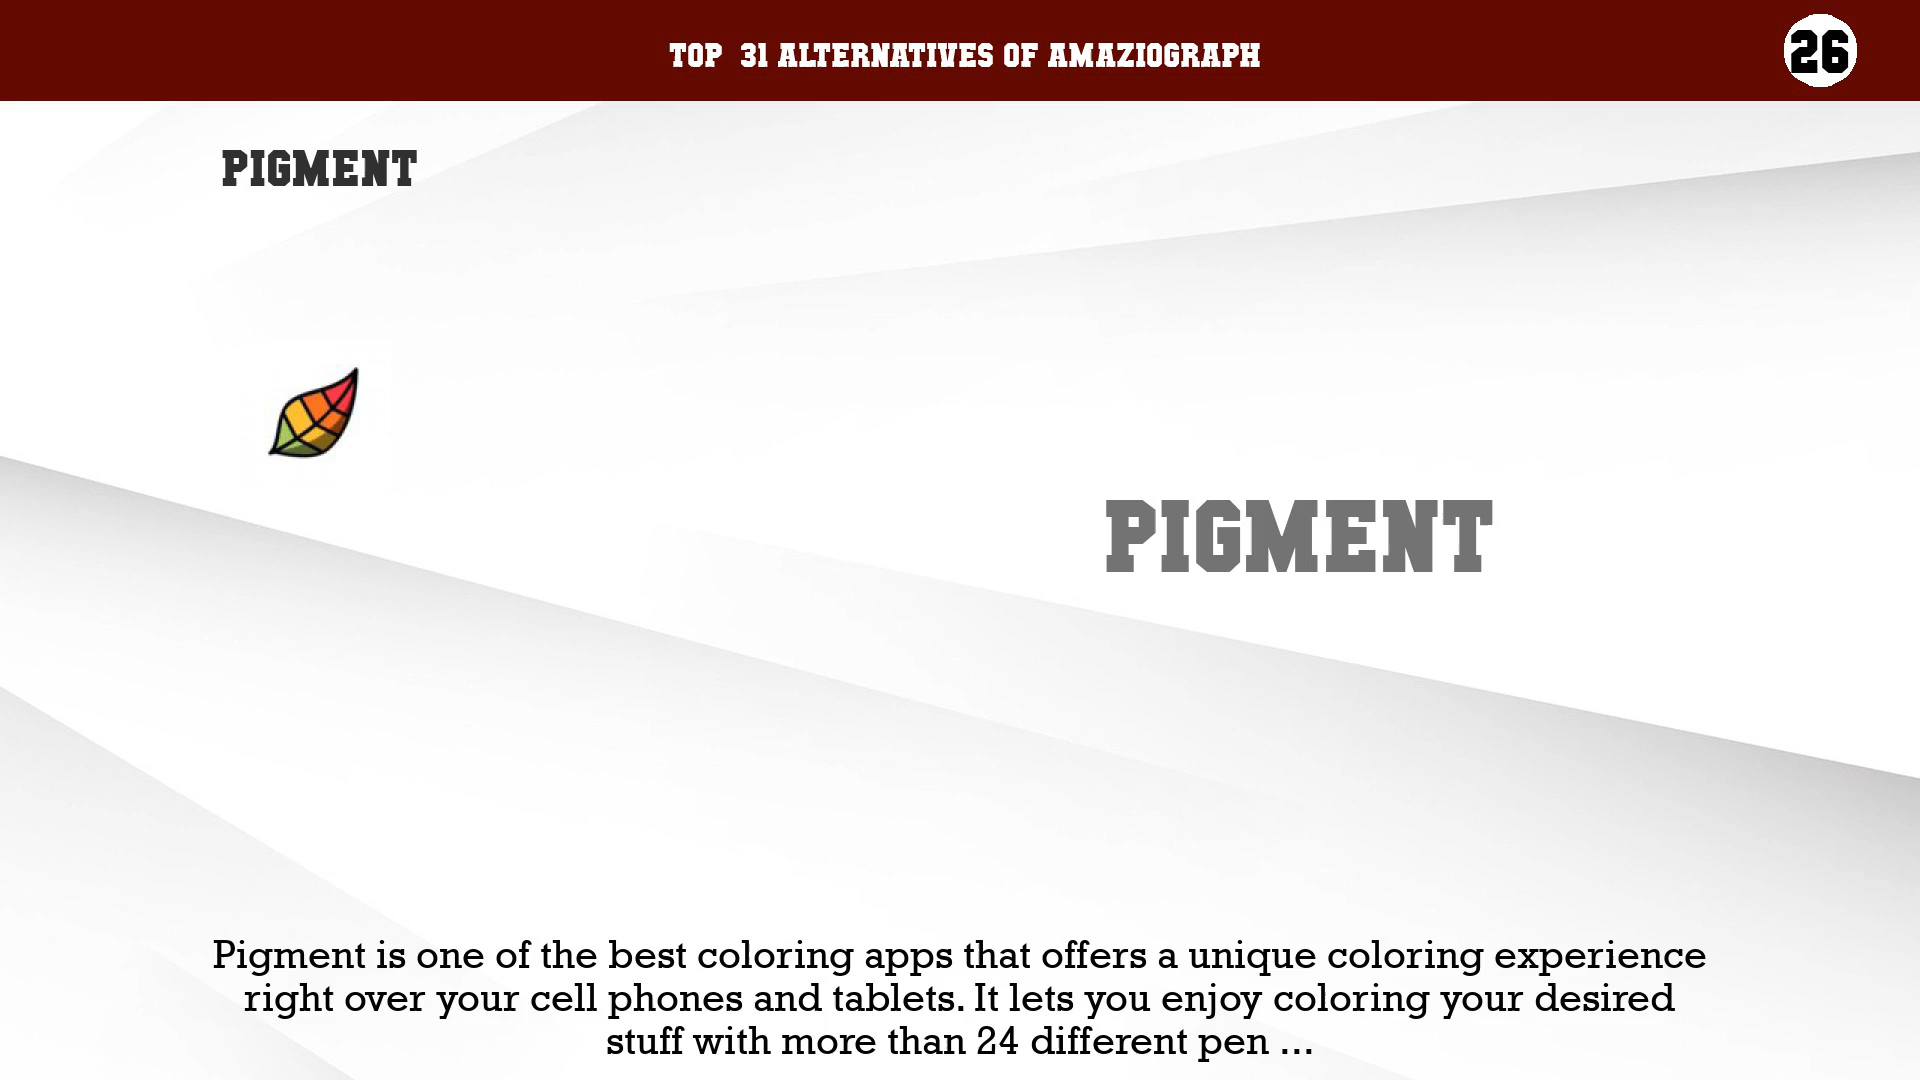 TOP  31 ALTERNATIVES OF AMAZIOGRAPH
26
PIGMENT
PIGMENT
Pigment is one of the best coloring apps that offers a unique coloring experience
right over your cell phones and tablets. It lets you enjoy coloring your desired
stuff with more than 24 different pen ...